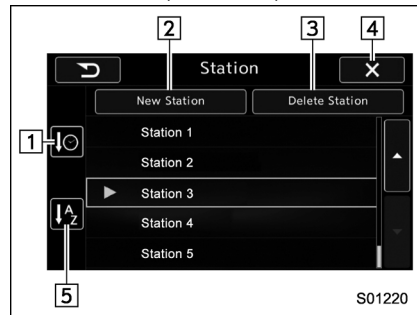 2 3 4
Station X
New Station Delete Station
1
Station 1
Station 2
Station 3
A
Z
Station 4
Station 5
5
S01220